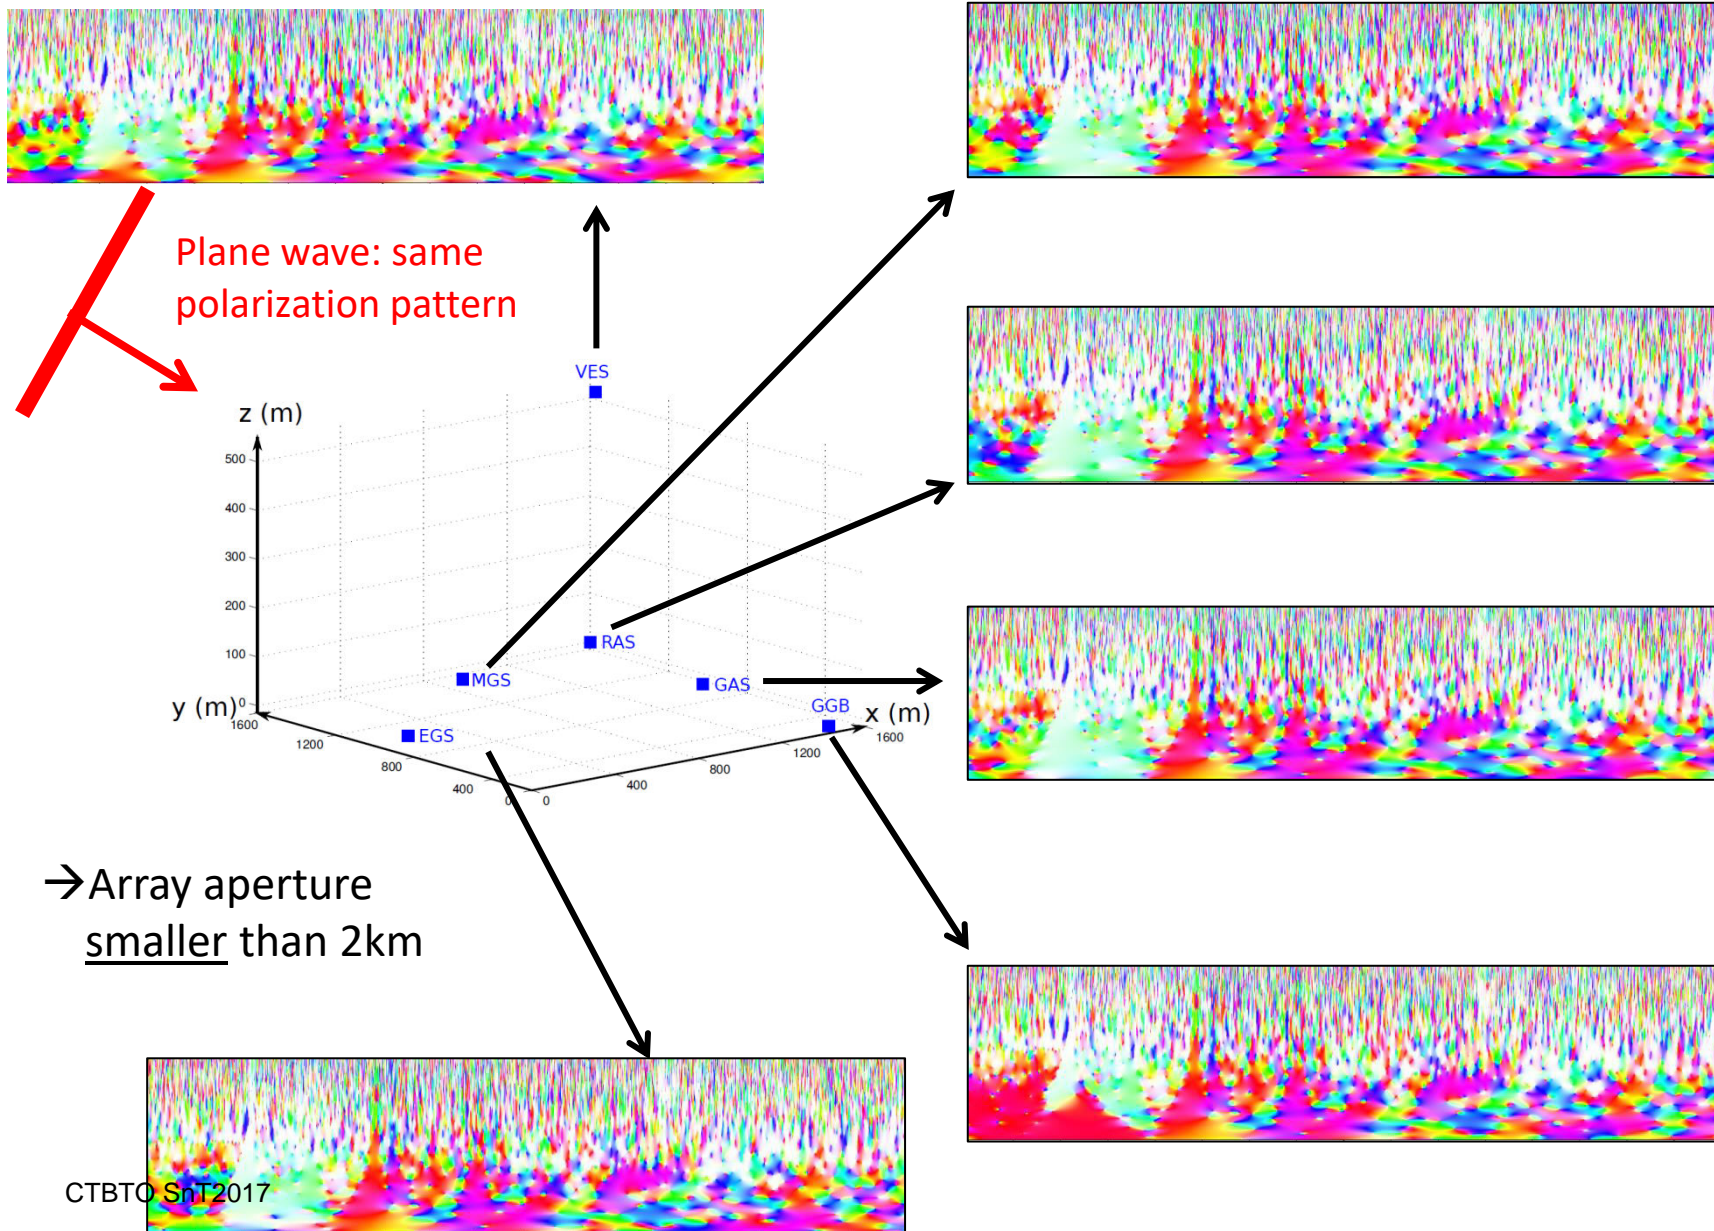 Plane wave: same
polarization pattern
VES
z (m)
500
400
300
200
100
0
RAS
MGS
GAS
GGB
y (m)
x (m)
1600
1600
EGS
1200
1200
800
800
400
400
0
0
→Array aperture
smaller than 2km
CTBTO SnT2017